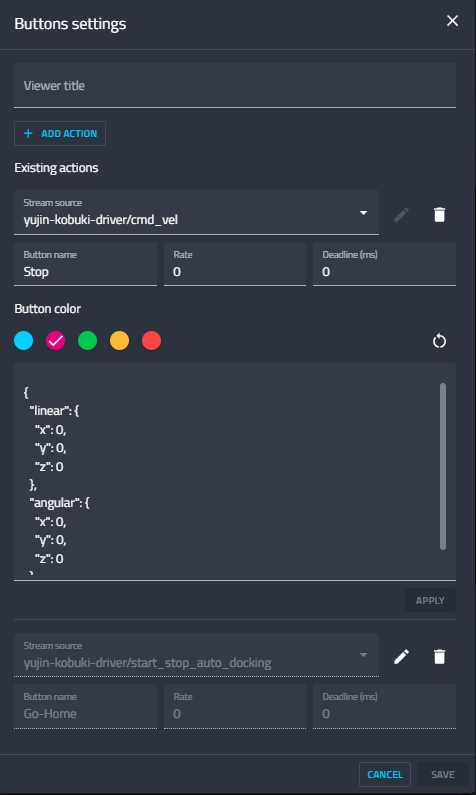 Buttons settings
Viewer title
+ ADD ACTION
Existing actions
Stream source
yujin-kobuki-driver/cmd_vel
Button name Rate Deadline (ms)
Stop 0 0
Button color
{
"linear": {
"x": 0,
"y": 0,
"z": 0
},
"angular": {
"x": 0,
"y": 0,
"z": 0
}
APPLY
Stream source
yujin-kobuki-driver/start_stop_auto_docking
Button name Rate Deadline (ms)
Go-Home 0 0
CANCEL SAVE